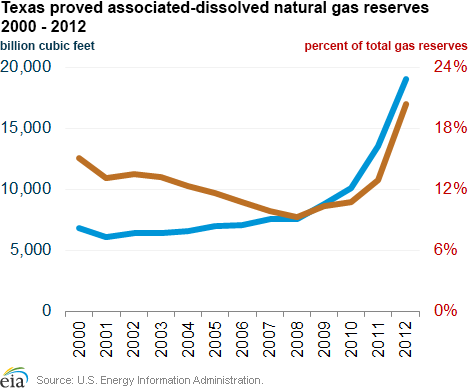 Texas proved associated-dissolved natural gas reserves
2000 - 2012
billion cubic feet percent of total gas reserves
20,000 24%
15,000 18%
10,000 12%
5,000 6%
0 0%
2000 2001 2002 2003 2004 2005 2006 2007 2008 2009 2010 2011 2012
eia Source: U.S. Energy Information Administration.